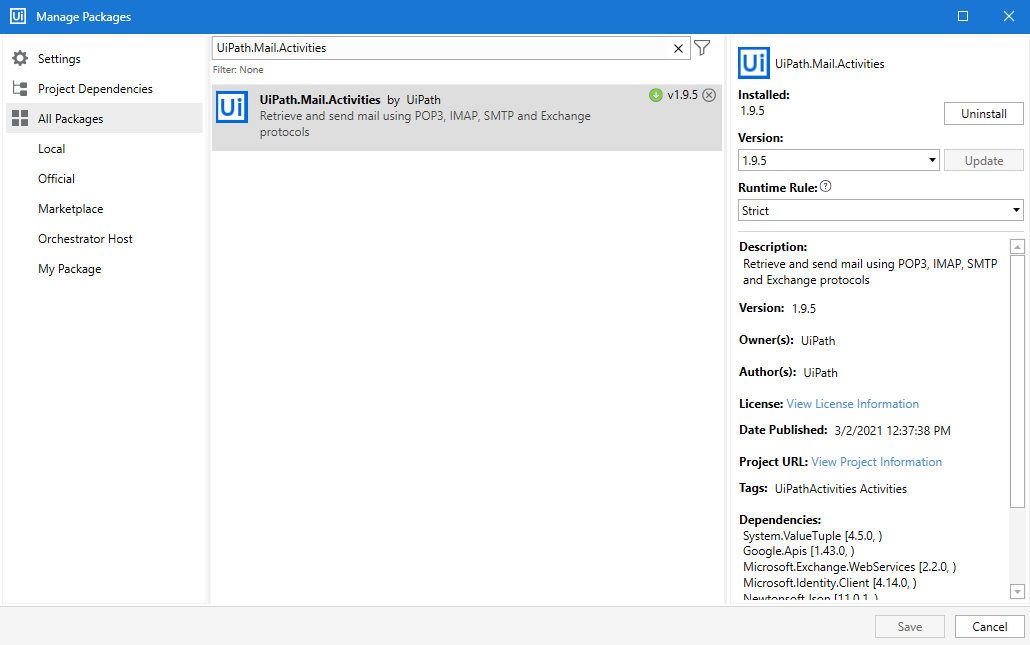 Ui Manage Packages
Settings
Project Dependencies
All Packages
Local
Official
Marketplace
Orchestrator Host
My Package
UiPath.Mail.Activities
Filter: None
Ui
UiPath.Mail.Activities by UiPath
v1.9.5
Retrieve and send mail using POP3, IMAP, SMTP and Exchange
protocols
Ui UiPath.Mail.Activities
Installed:
1.9.5
Uninstall
Version:
1.9.5
Update
Runtime Rule: ?
Strict
Description:
Retrieve and send mail using POP3, IMAP, SMTP
and Exchange protocols
Version: 1.9.5
Owner(s): UiPath
Author(s): UiPath
License: View License Information
Date Published: 3/2/2021 12:37:38 PM
Project URL: View Project Information
Tags: UiPathActivities Activities
Dependencies:
System.ValueTuple [4.5.0, )
Google.Apis [1.43.0, )
Microsoft.Exchange.WebServices [2.2.0, )
Microsoft.Identity.Client [4.14.0, )
Newtonsoft.Json [11.0.1, )
Save
Cancel